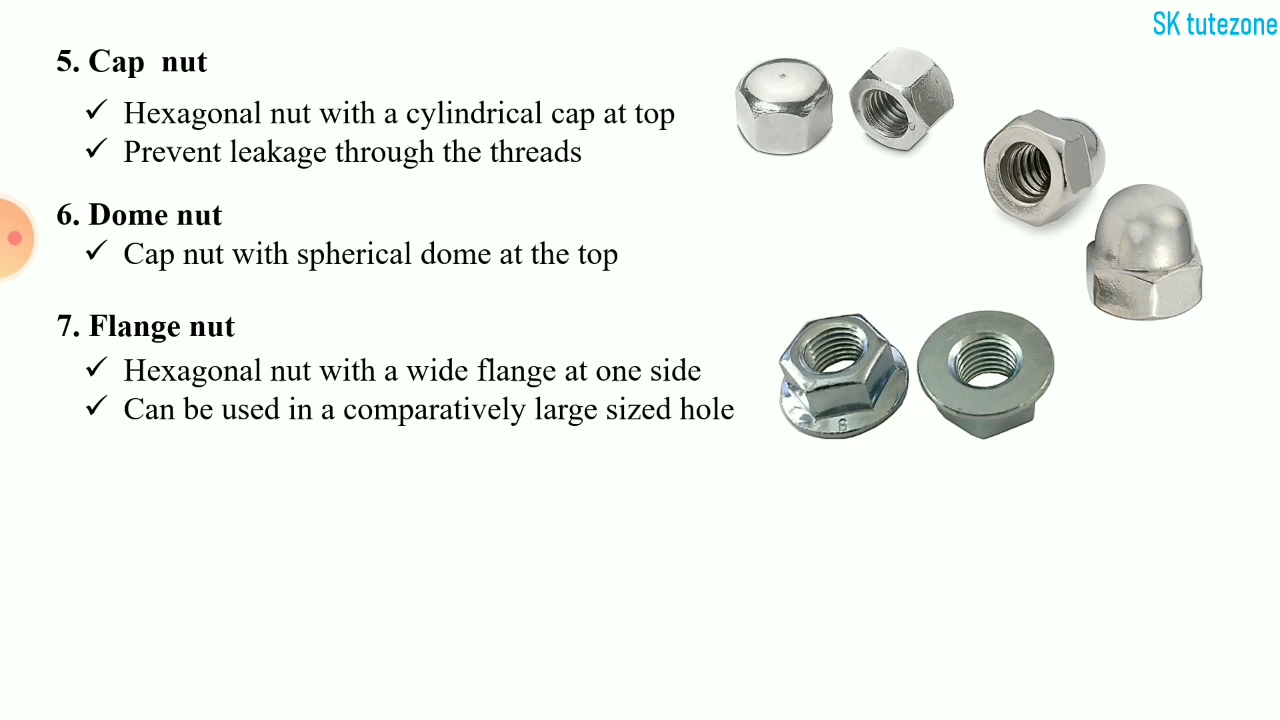 SK tutezone
5. Cap nut
✓ Hexagonal nut with a cylindrical cap at top
✓ Prevent leakage through the threads
6. Dome nut
✓ Cap nut with spherical dome at the top
7. Flange nut
✓ Hexagonal nut with a wide flange at one side
✓ Can be used in a comparatively large sized hole